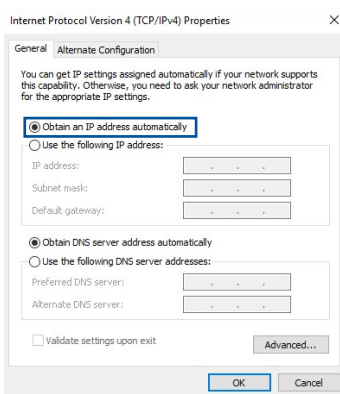 Internet Protocol Version 4 (TCP/IPv4) Properties
General
Alternate Configuration
You can get IP settings assigned automatically if your network supports
this capability. Otherwise, you need to ask your network administrator
for the appropriate IP settings.
Obtain an IP address automatically
Use the following IP address:
IP address:
Subnet mask:
Default gateway:
Obtain DNS server address automatically
Use the following DNS server addresses:
Preferred DNS server:
Alternate DNS server:
Validate settings upon exit
Advanced...
OK
Cancel